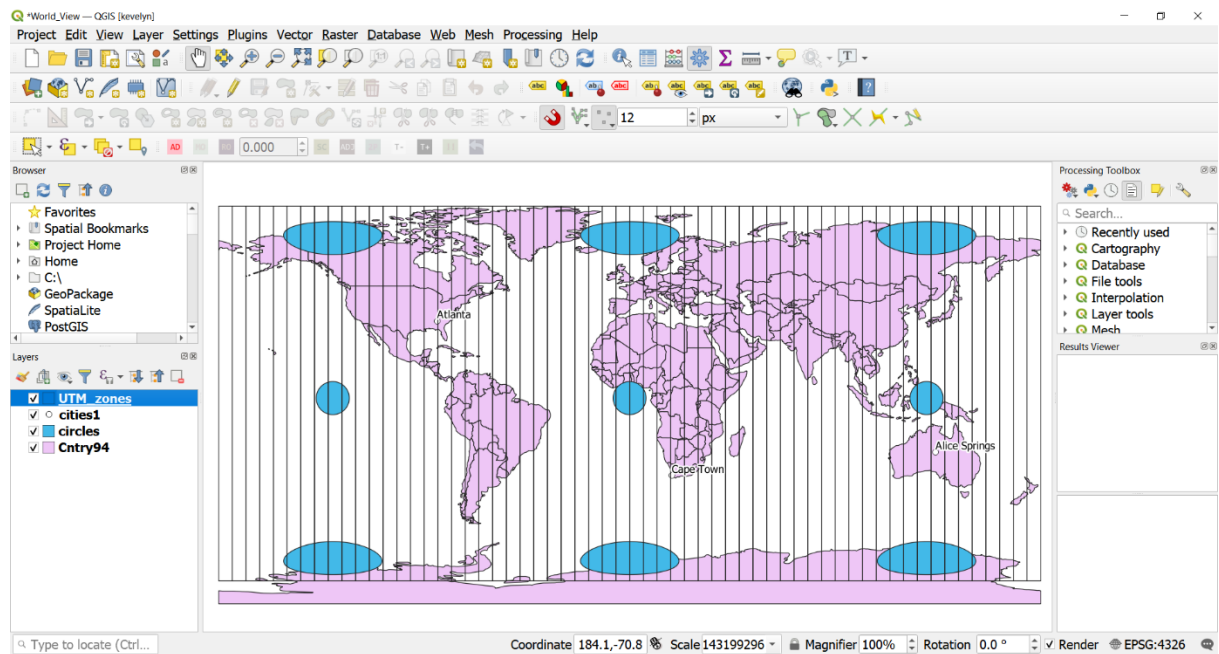 *World_View — QGIS [kevelyn]
Project Edit View Layer Settings Plugins Vector Raster Database Web Mesh Processing Help
12 px
0.000
Browser
Favorites
Spatial Bookmarks
Project Home
Home
C:\
GeoPackage
SpatiaLite
PostGIS
Layers
UTM_zones
cities1
circles
Cntry94
Atlanta
Cape Town
Alice Springs
Processing Toolbox
Search...
Recently used
Cartography
Database
File tools
Interpolation
Layer tools
Mesh
Results Viewer
Type to locate (Ctrl...
Coordinate 184.1,-70.8 Scale 143199296 Magnifier 100% Rotation 0.0 ° Render EPSG:4326